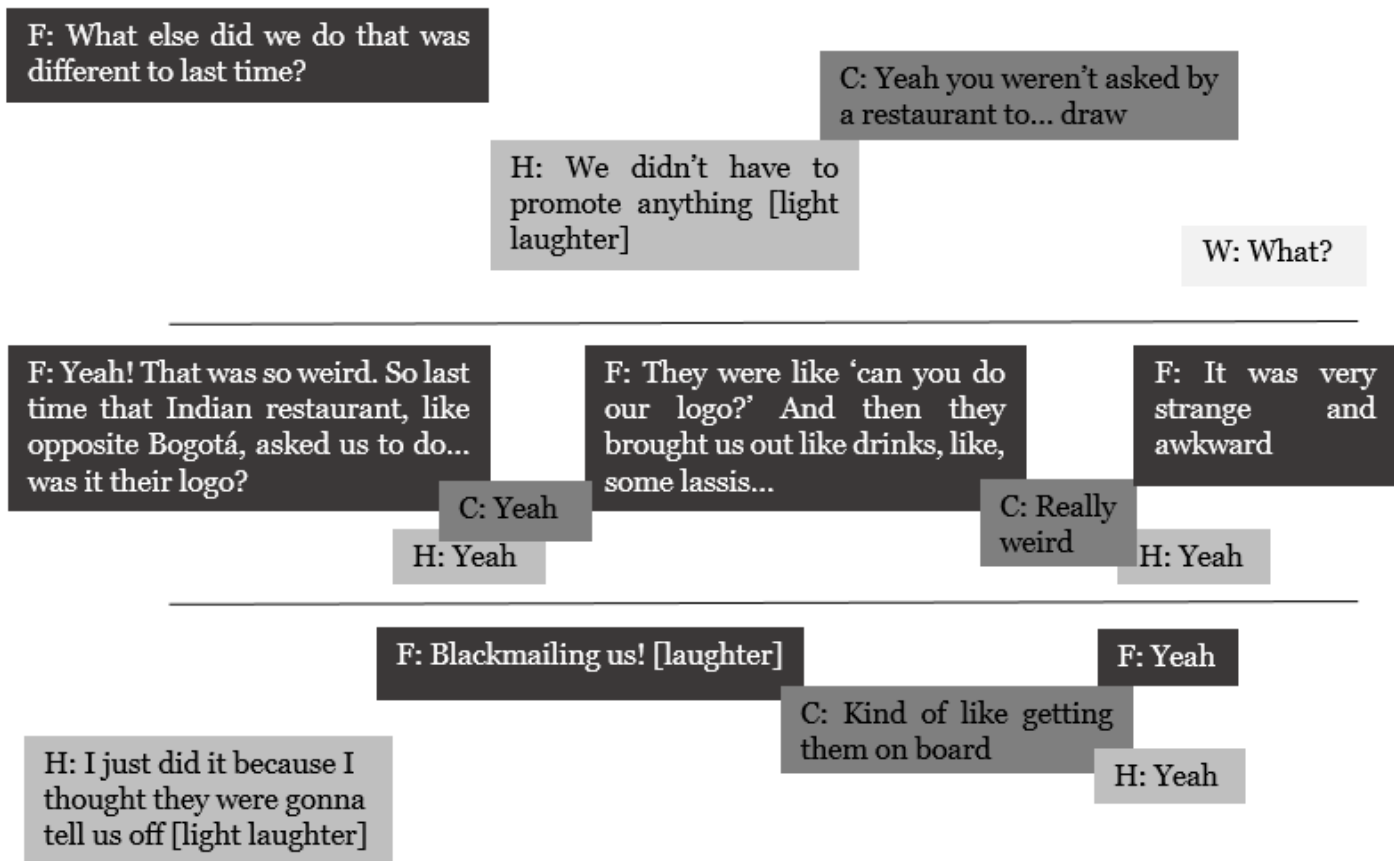 F: What else did we do that was
different to last time?
H: We didn't have to
promote anything [light
laughter]
C: Yeah you weren't asked by
a restaurant to... draw
W: What?
F: Yeah! That was so weird. So last
time that Indian restaurant, like
opposite Bogotá, asked us to do...
was it their logo?
H: Yeah
C: Yeah
F: They were like 'can you do
our logo?' And then they
brought us out like drinks, like,
some lassis...
C: Really
weird
H: Yeah
F: It was very
strange and
awkward
H: I just did it because I
thought they were gonna
tell us off [light laughter]
F: Blackmailing us! [laughter]
C: Kind of like getting
them on board
F: Yeah
H: Yeah